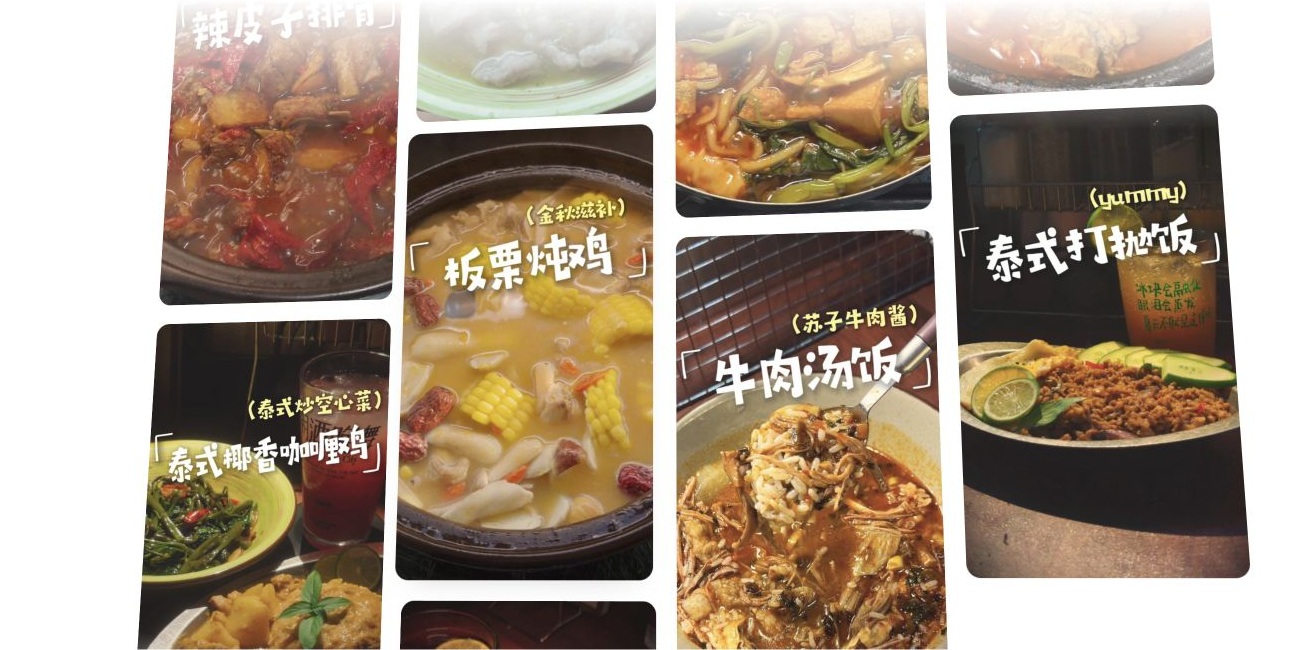 「辣皮子排骨」
（泰式炒空心菜）
「泰式椰香咖喱鸡」
（金秋滋补）
「板栗炖鸡」
（苏子牛肉酱）
「牛肉汤饭」
（yummy）
「泰式打抛饭」